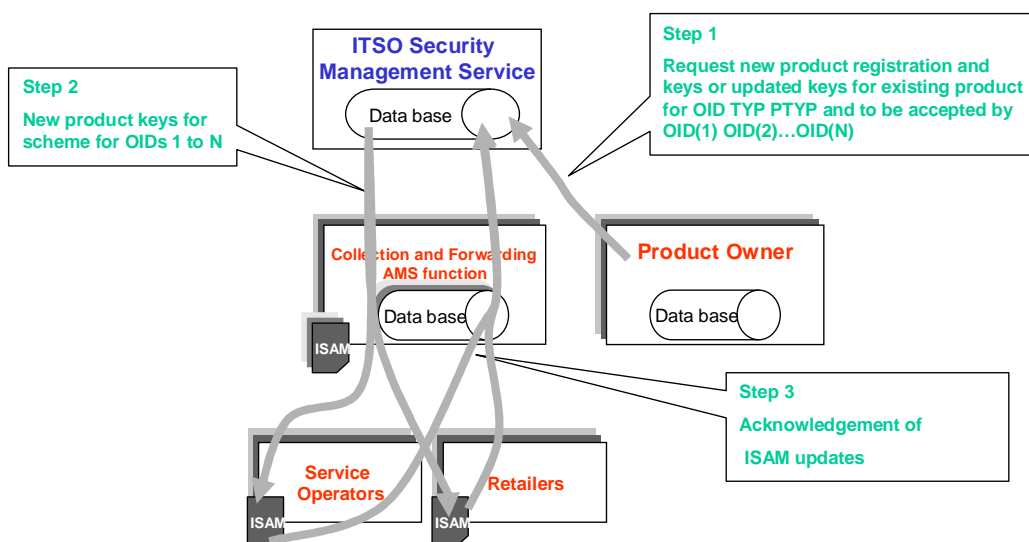 ITSO Security
Management Service
Data base
Step 1
Request new product registration and
keys or updated keys for existing product
for OID TYP PTYP and to be accepted by
OID(1) OID(2)…OID(N)
Step 2
New product keys for
scheme for OIDs 1 to N
Collection and Forwarding
AMS function
Data base
ISAM
Product Owner
Data base
Step 3
Acknowledgement of
ISAM updates
Service
Operators
ISAM
Retailers
ISAM